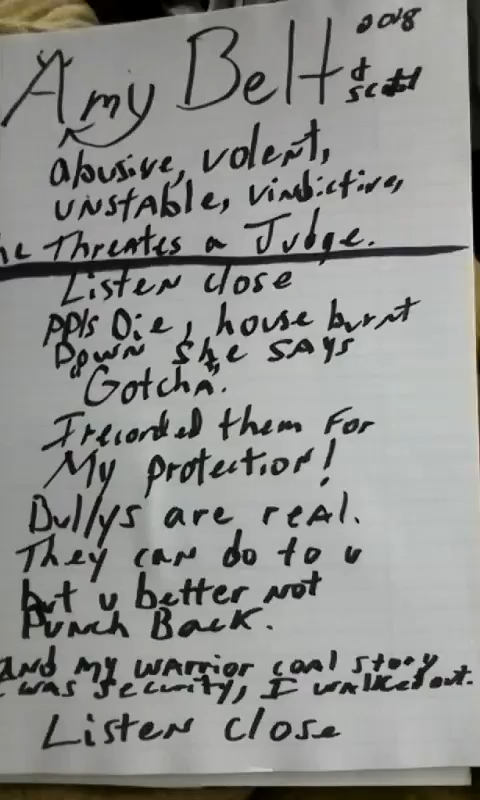 2018
Amy Belt
&
abusive, volent,
unstable, vindictive,
he Threates a Judge.
Listen close
ppls Die, house burnt
Down she says
"Gotcha".
I recorded them For
My protection!
Bullys are real.
They can do to u
but u better not
Punch Back.
and my warrior coal story
I was security, I walked out.
Listen close